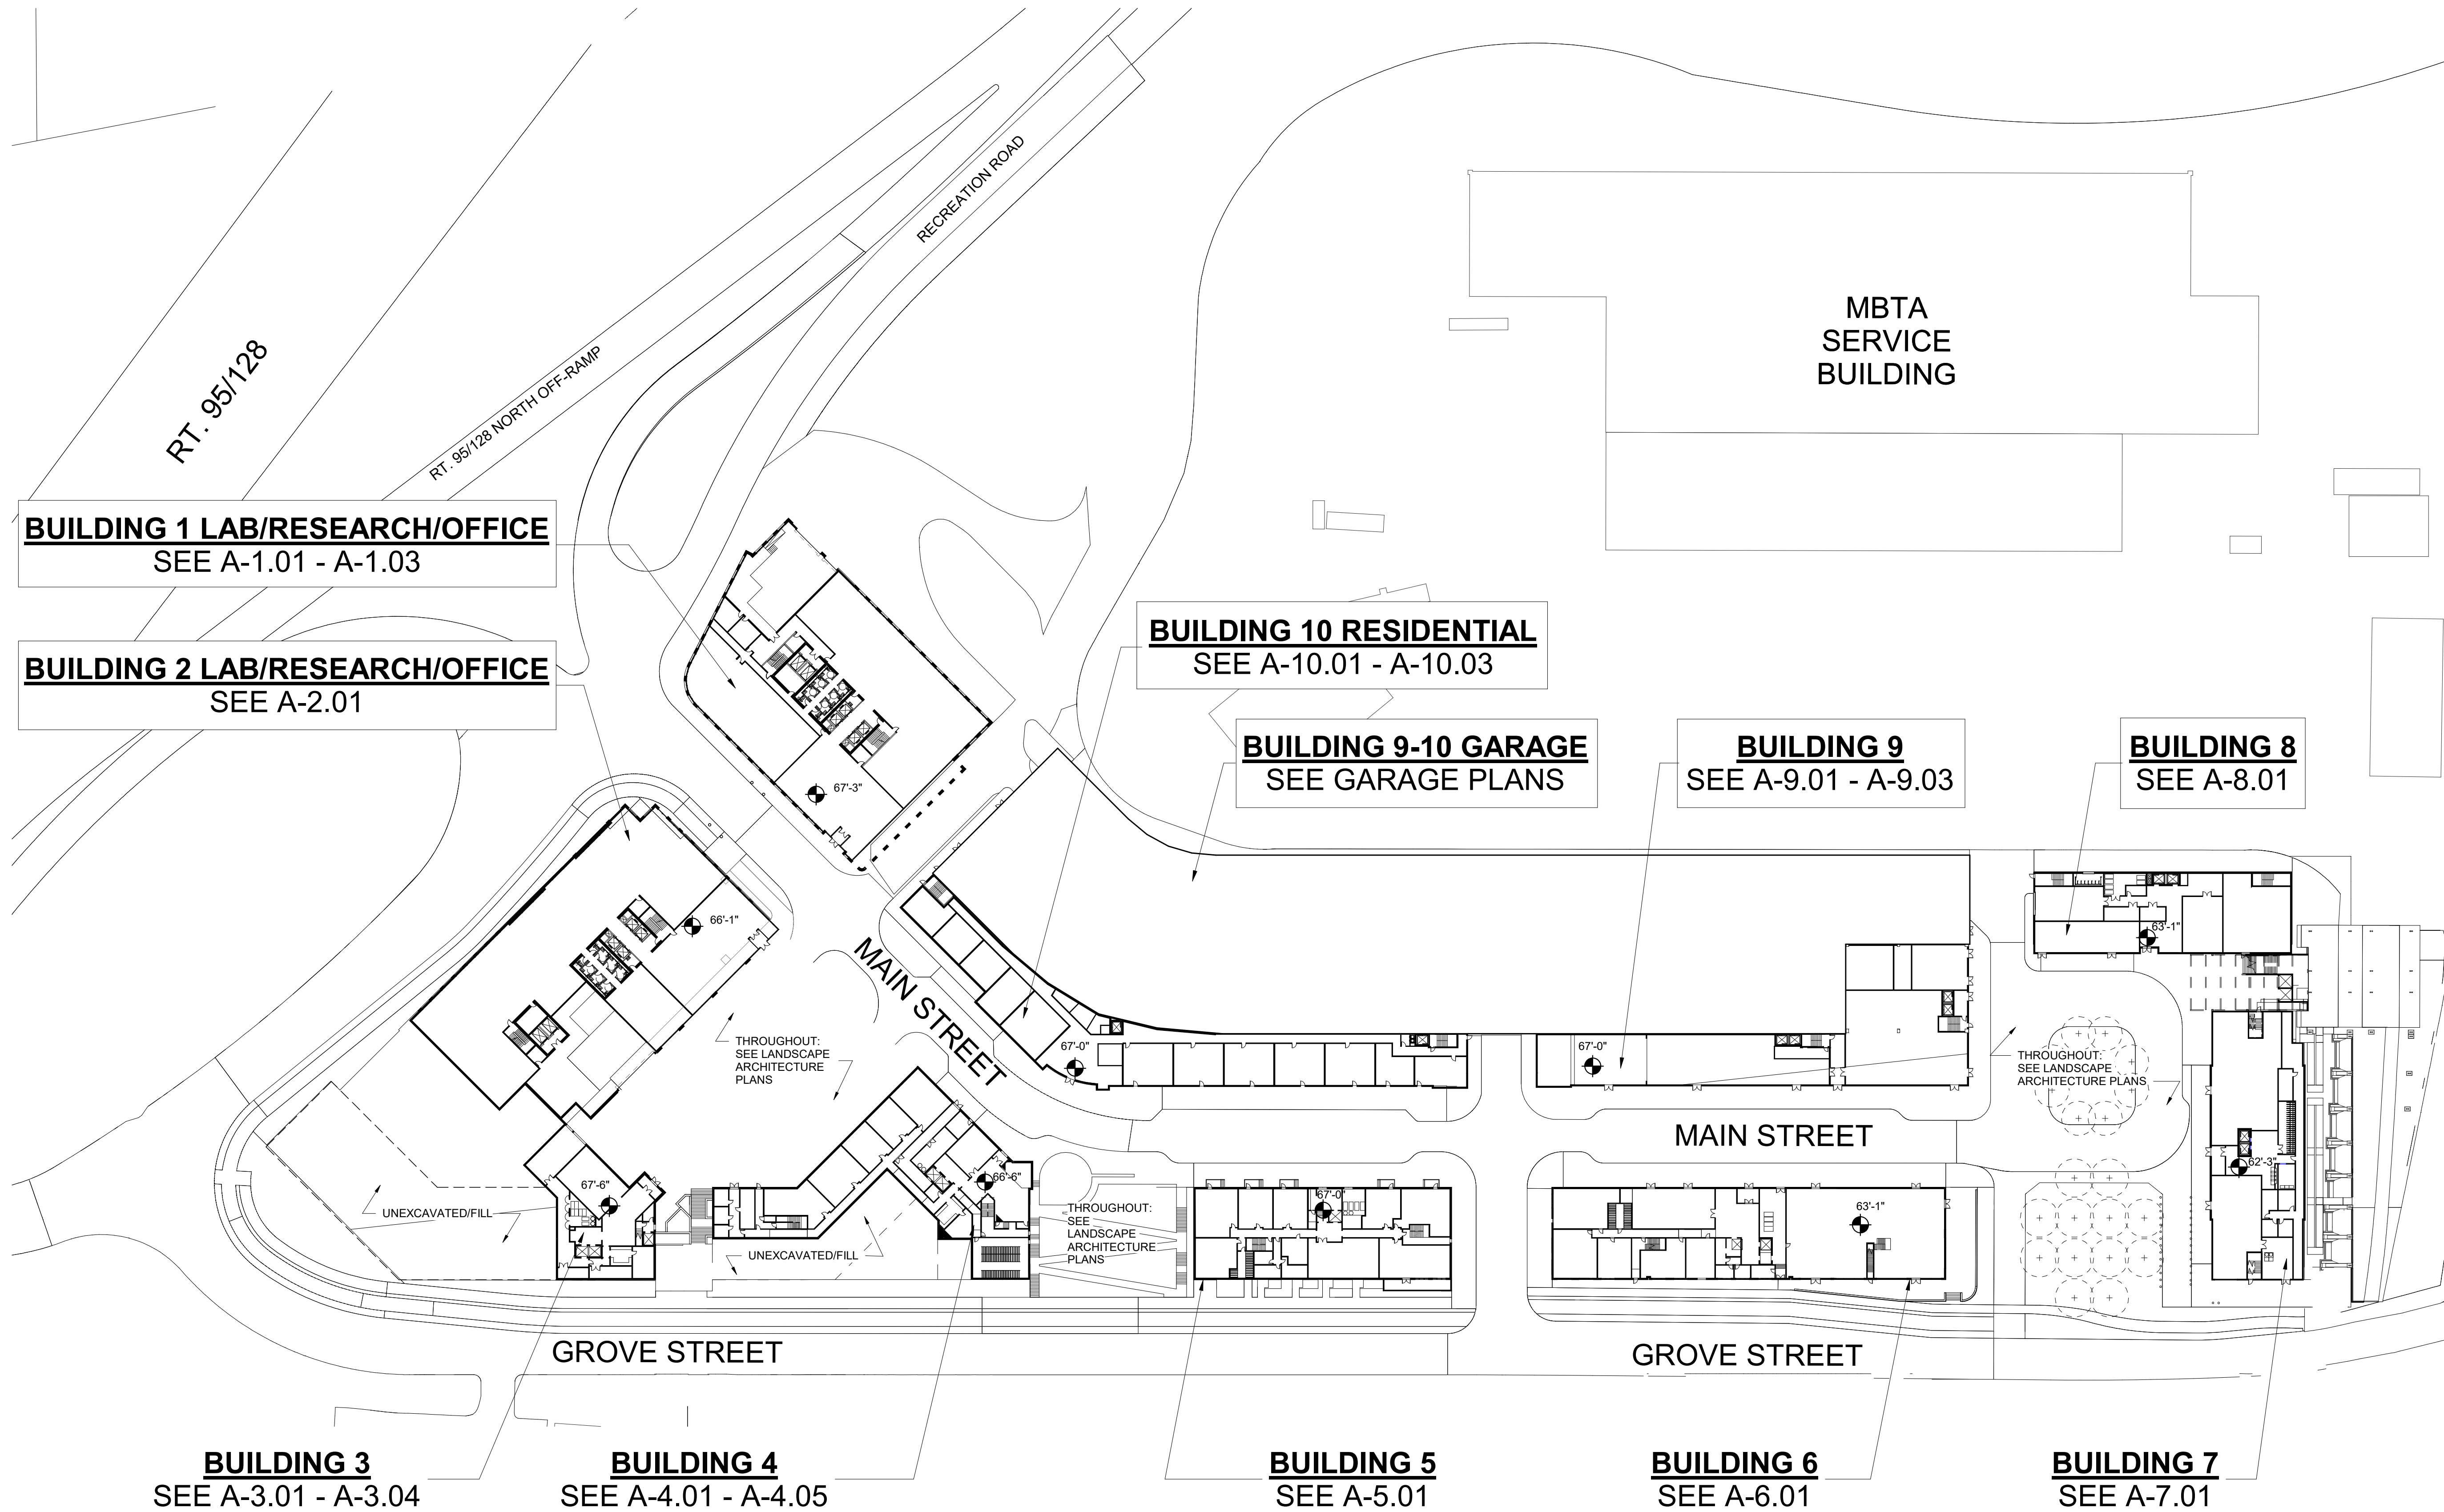 RECREATION ROAD
MBTA
SERVICE
BUILDING
RT. 95/128
RT. 95/128 NORTH OFF-RAMP
BUILDING 1 LAB/RESEARCH/OFFICE
SEE A-1.01 - A-1.03
BUILDING 10 RESIDENTIAL
SEE A-10.01 - A-10.03
BUILDING 2 LAB/RESEARCH/OFFICE
SEE A-2.01
BUILDING 9-10 GARAGE
SEE GARAGE PLANS
BUILDING 9
SEE A-9.01 - A-9.03
BUILDING 8
SEE A-8.01
67'-3"
66'-1"
63'-1"
MAIN STREET
THROUGHOUT:
SEE LANDSCAPE
ARCHITECTURE
PLANS
67'-0"
67'-0"
THROUGHOUT:
SEE LANDSCAPE
ARCHITECTURE PLANS
MAIN STREET
67'-6"
66'-6"
67'-0"
63'-1"
62'-3"
UNEXCAVATED/FILL
UNEXCAVATED/FILL
THROUGHOUT:
SEE
LANDSCAPE
ARCHITECTURE
PLANS
GROVE STREET
GROVE STREET
BUILDING 3
SEE A-3.01 - A-3.04
BUILDING 4
SEE A-4.01 - A-4.05
BUILDING 5
SEE A-5.01
BUILDING 6
SEE A-6.01
BUILDING 7
SEE A-7.01